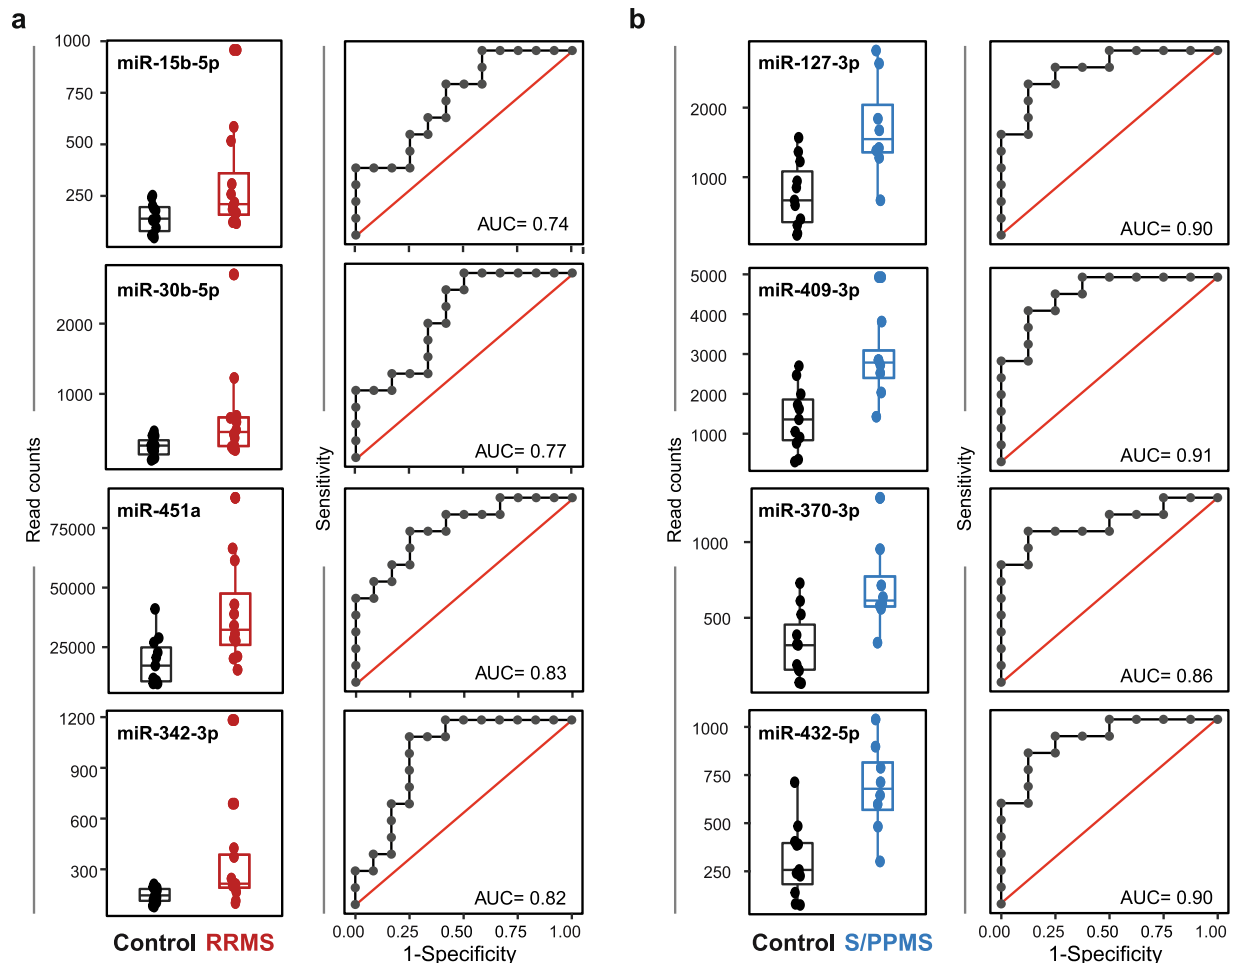 a
Read counts
miR-15b-5p
1000
750
500
250
Sensitivity
AUC= 0.74
miR-30b-5p
2000
1000
AUC= 0.77
miR-451a
75000
50000
25000
AUC= 0.83
miR-342-3p
1200
900
600
300
AUC= 0.82
Control RRMS
0.00 0.25 0.50 0.75 1.00
1-Specificity
b
Read counts
miR-127-3p
2000
1000
Sensitivity
AUC= 0.90
miR-409-3p
5000
4000
3000
2000
1000
AUC= 0.91
miR-370-3p
1000
500
AUC= 0.86
miR-432-5p
1000
750
500
250
AUC= 0.90
Control S/PPMS
0.00 0.25 0.50 0.75 1.00
1-Specificity